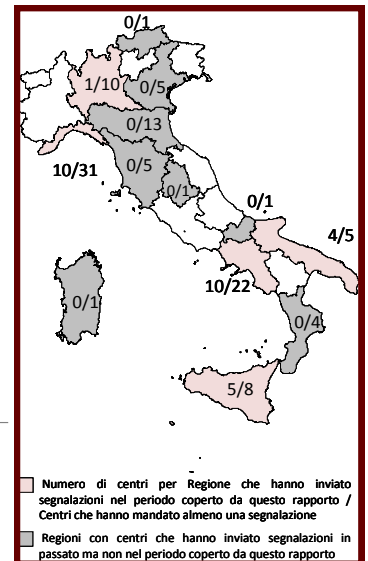 0/1
1/10
0/5
0/13
0/5
10/31
0/1
0/1
4/5
10/22
0/1
0/4
5/8
Numero di centri per Regione che hanno inviato
segnalazioni nel periodo coperto da questo rapporto /
Centri che hanno mandato almeno una segnalazione
Regioni con centri che hanno inviato segnalazioni in
passato ma non nel periodo coperto da questo rapporto